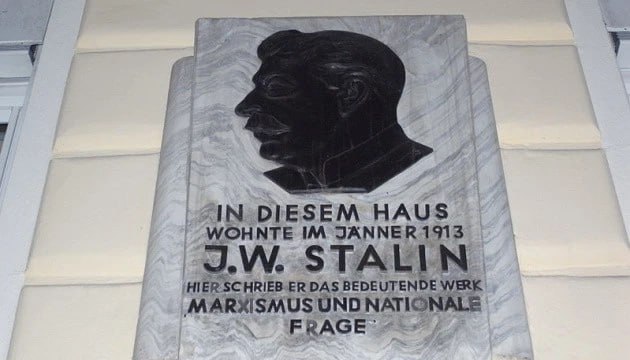 IN DIESEM HAUS
WOHNTE IM JÄNNER 1913
J.W. STALIN
HIER SCHRIEB ER DAS BEDEUTENDE WERK
„MARXISMUS UND NATIONALE
FRAGE"